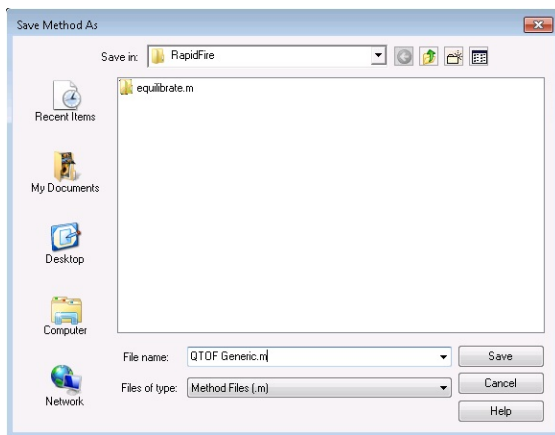 Save Method As
Save in: RapidFire
equilibrate.m
Recent Items
My Documents
Desktop
Computer
Network
File name: QTOF Generic.m Save
Files of type: Method Files (.m) Cancel
Help